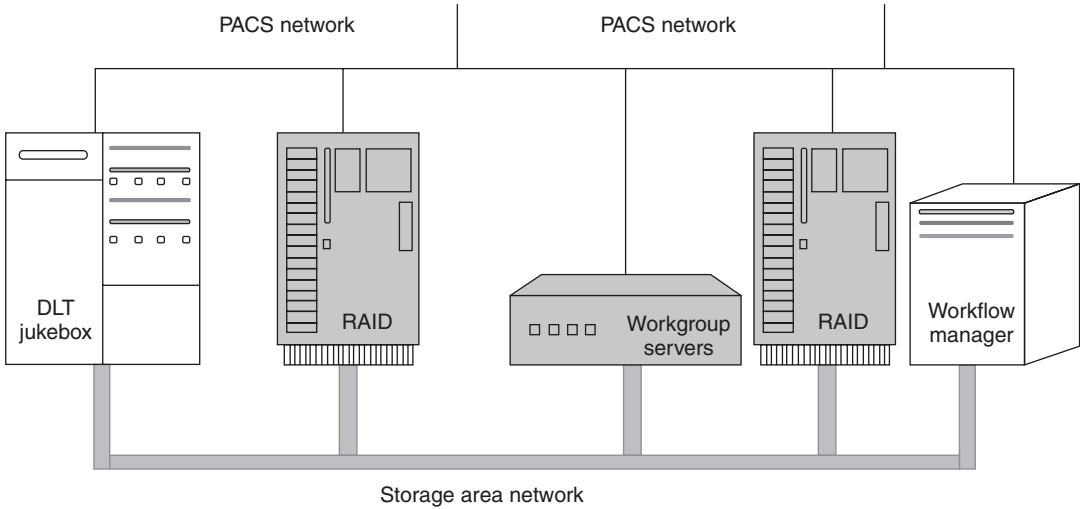 PACS network
PACS network
DLT
jukebox
RAID
Workgroup
servers
RAID
Workflow
manager
Storage area network